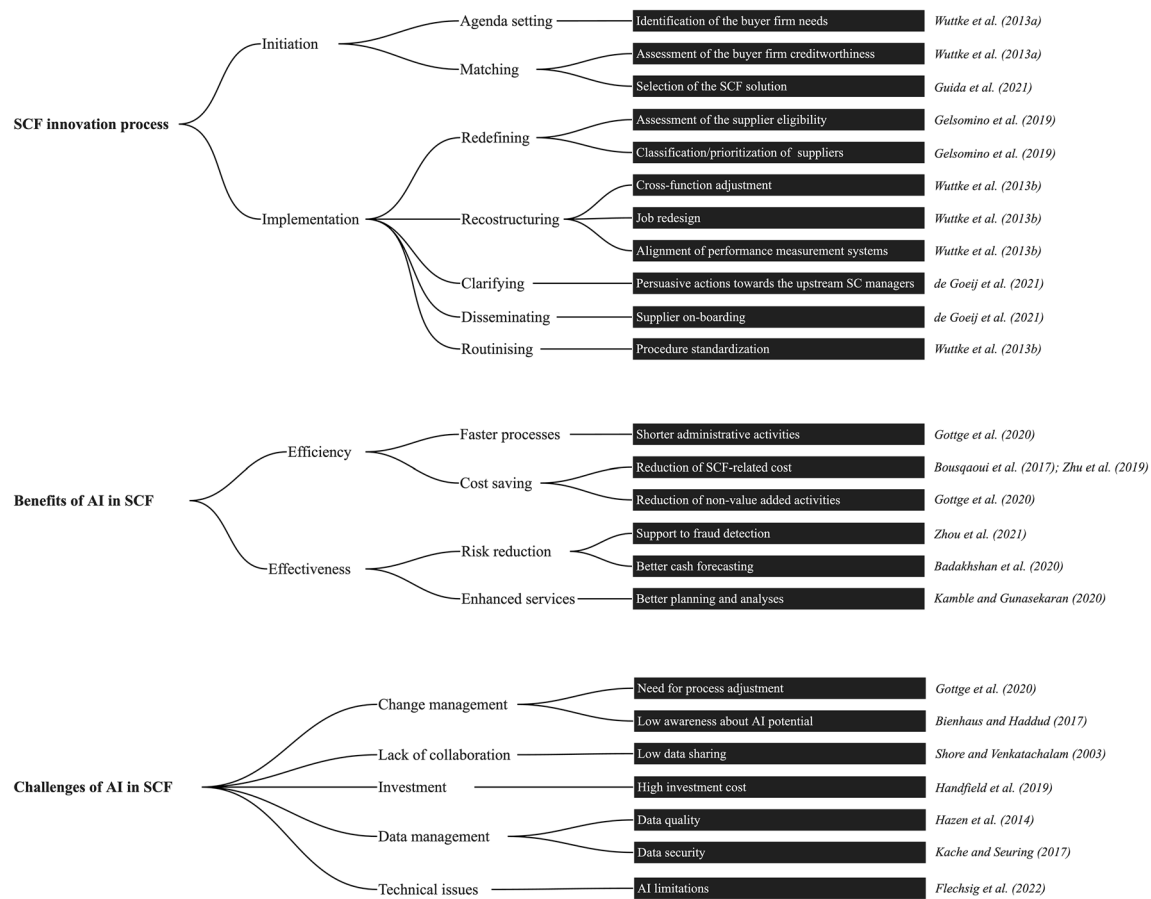 Agenda setting Identification of the buyer firm needs Wuttke et al. (2013a)
Initiation
Assessment of the buyer firm creditworthiness Wuttke et al. (2013a)
Matching
Selection of the SCF solution Guida et al. (2021)
SCF innovation process
Assessment of the supplier eligibility Gelsomino et al. (2019)
Redefining
Classification/prioritization of suppliers Gelsomino et al. (2019)
Cross-function adjustment Wuttke et al. (2013b)
Implementation Recostructuring Job redesign Wuttke et al. (2013b)
Alignment of performance measurement systems Wuttke et al. (2013b)
Clarifying Persuasive actions towards the upstream SC managers de Goeij et al. (2021)
Disseminating Supplier on-boarding de Goeij et al. (2021)
Routinising Procedure standardization Wuttke et al. (2013b)
Faster processes Shorter administrative activities Gottge et al. (2020)
Efficiency
Reduction of SCF-related cost Bousqaoui et al. (2017); Zhu et al. (2019)
Cost saving
Reduction of non-value added activities Gottge et al. (2020)
Benefits of AI in SCF
Support to fraud detection Zhou et al. (2021)
Risk reduction
Better cash forecasting Badakhshan et al. (2020)
Effectiveness
Enhanced services Better planning and analyses Kamble and Gunasekaran (2020)
Need for process adjustment Gottge et al. (2020)
Change management
Low awareness about AI potential Bienhaus and Haddud (2017)
Lack of collaboration Low data sharing Shore and Venkatachalam (2003)
Challenges of AI in SCF Investment High investment cost Handfield et al. (2019)
Data quality Hazen et al. (2014)
Data management
Data security Kache and Seuring (2017)
Technical issues AI limitations Flechsig et al. (2022)